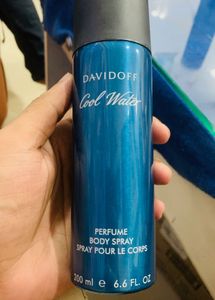 DAVIDOFF
Cool Water
PERFUME
BODY SPRAY
SPRAY POUR LE CORPS
200 ml e 6.6 FL. OZ